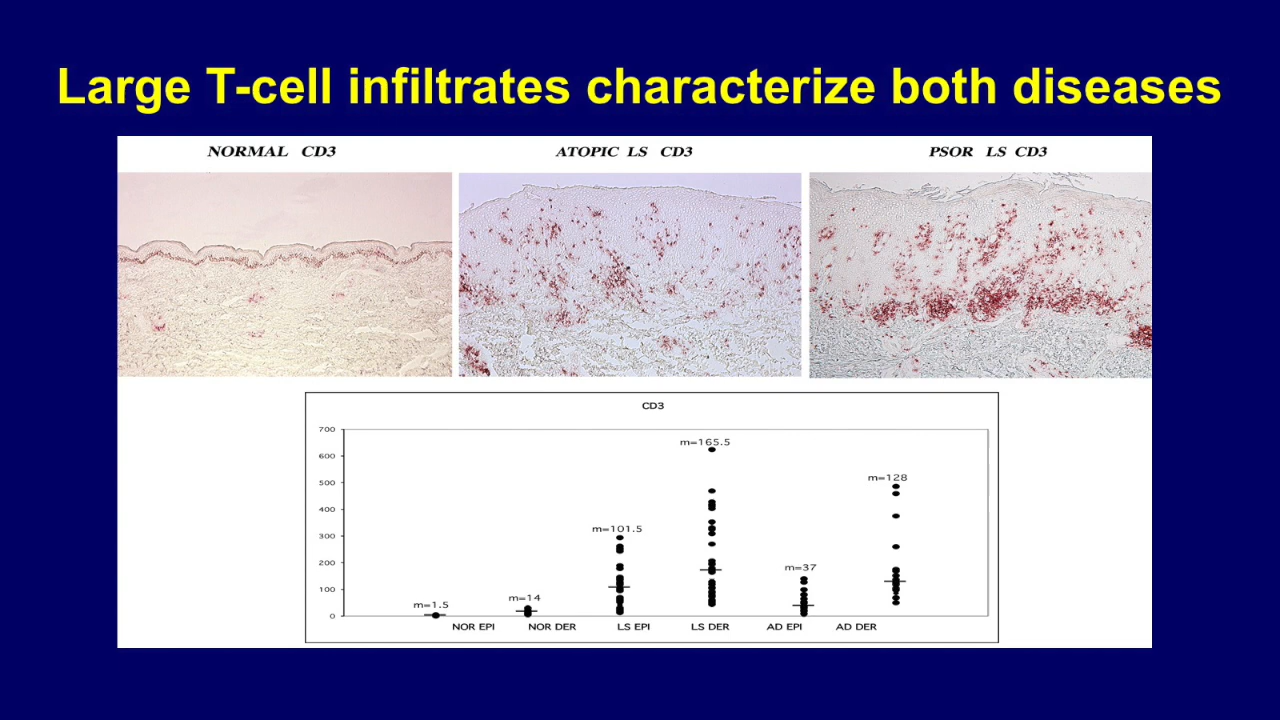 Large T-cell infiltrates characterize both diseases
NORMAL CD3
ATOPIC LS CD3
PSOR LS CD3
CD3
700
600
500
400
300
200
100
0
m=1.5
m=14
m=101.5
m=165.5
m=37
m=128
NOR EPI
NOR DER
LS EPI
LS DER
AD EPI
AD DER